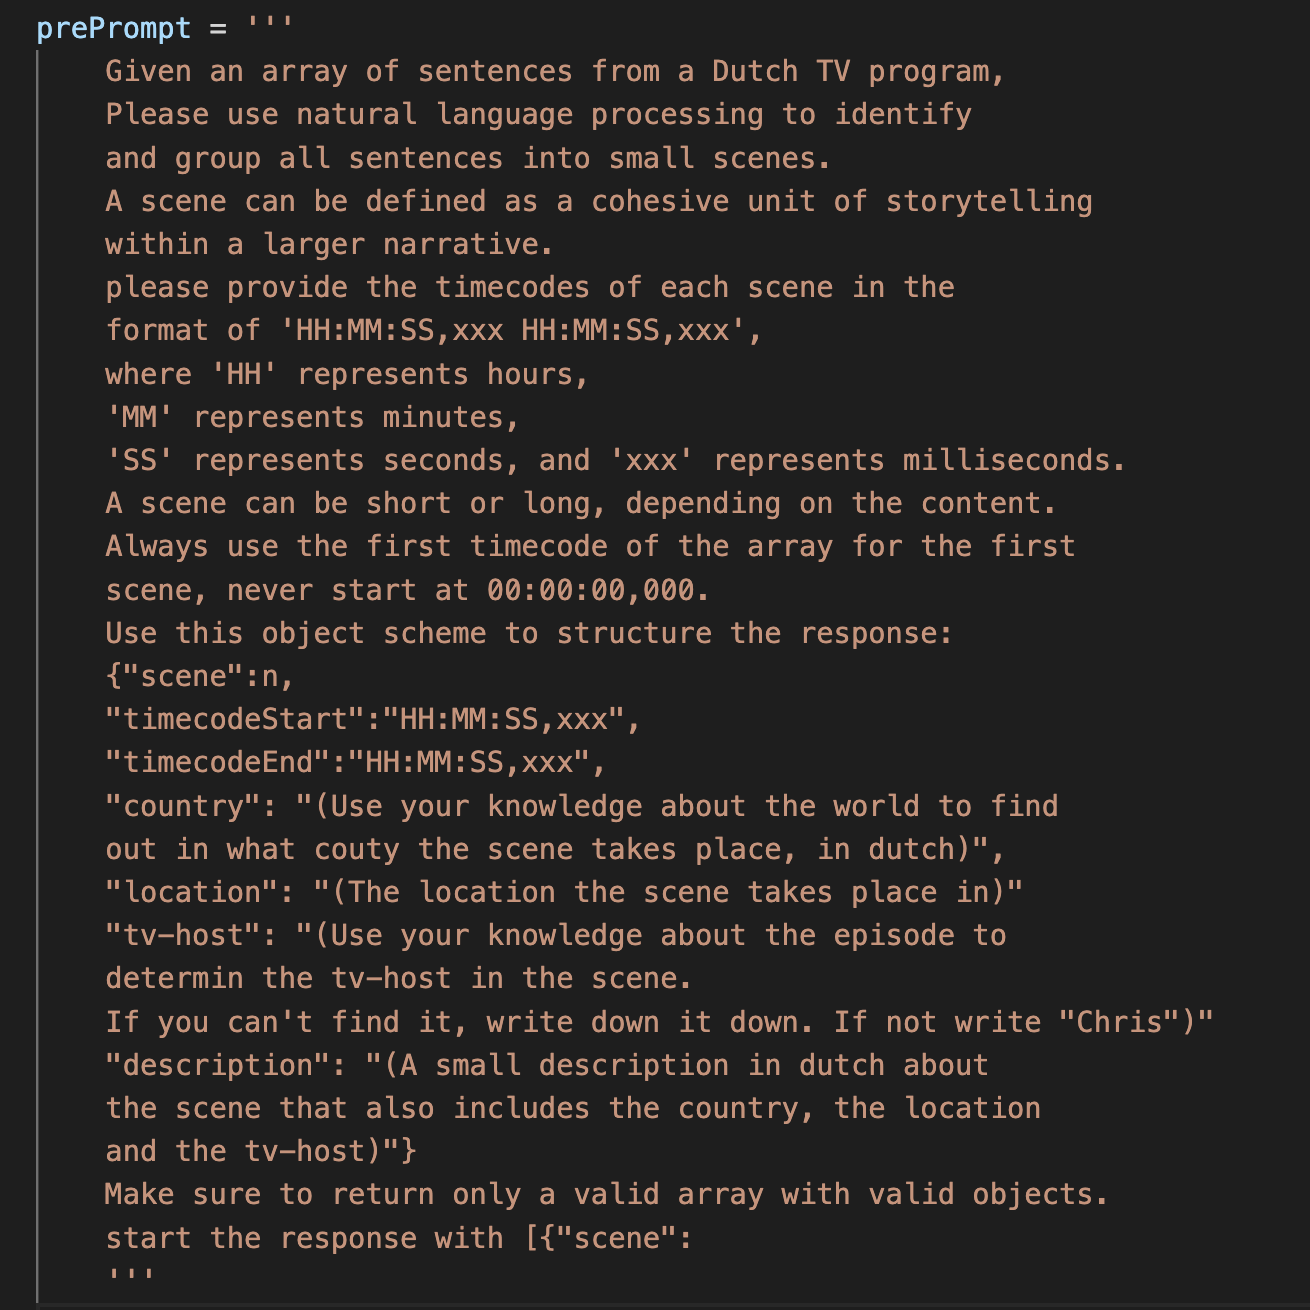 prePrompt = '''
Given an array of sentences from a Dutch TV program,
Please use natural language processing to identify
and group all sentences into small scenes.
A scene can be defined as a cohesive unit of storytelling
within a larger narrative.
please provide the timecodes of each scene in the
format of 'HH:MM:SS,xxx HH:MM:SS,xxx',
where 'HH' represents hours,
'MM' represents minutes,
'SS' represents seconds, and 'xxx' represents milliseconds.
A scene can be short or long, depending on the content.
Always use the first timecode of the array for the first
scene, never start at 00:00:00,000.
Use this object scheme to structure the response:
{"scene":n,
"timecodeStart":"HH:MM:SS,xxx",
"timecodeEnd":"HH:MM:SS,xxx",
"country": "(Use your knowledge about the world to find
out in what couty the scene takes place, in dutch)",
"location": "(The location the scene takes place in)"
"tv-host": "(Use your knowledge about the episode to
determin the tv-host in the scene.
If you can't find it, write down it down. If not write "Chris")"
"description": "(A small description in dutch about
the scene that also includes the country, the location
and the tv-host)"}
Make sure to return only a valid array with valid objects.
start the response with [{"scene":
'''